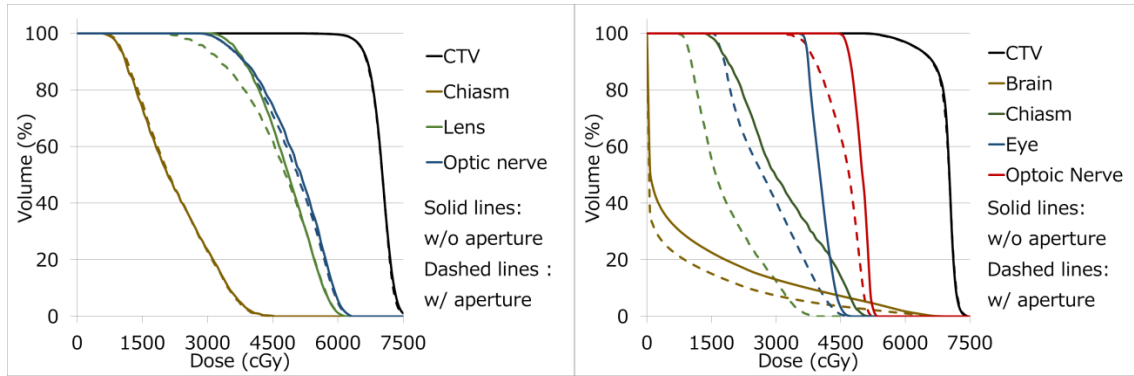 Volume (%)
100
80
60
40
20
0
0 1500 3000 4500 6000 7500
Dose (cGy)
CTV
Chiasm
Lens
Optic nerve
Solid lines:
w/o aperture
Dashed lines :
w/ aperture
Volume (%)
100
80
60
40
20
0
0 1500 3000 4500 6000 7500
Dose (cGy)
CTV
Brain
Chiasm
Eye
Optoic Nerve
Solid lines:
w/o aperture
Dashed lines:
w/ aperture